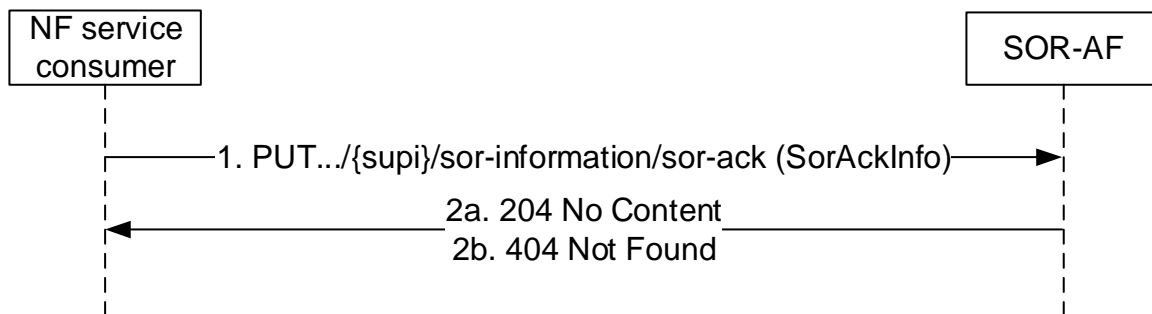 NF service
consumer
SOR-AF
1. PUT.../{supi}/sor-information/sor-ack (SorAckInfo)
2a. 204 No Content
2b. 404 Not Found